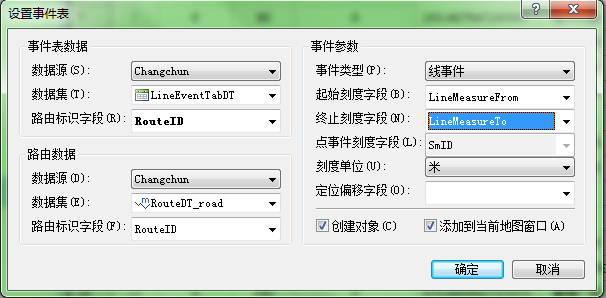 设置事件表
事件表数据
数据源(S): Changchun
数据集(T): LineEventTabDT
路由标识字段(R): RouteID
路由数据
数据源(D): Changchun
数据集(E): RouteDT_road
路由标识字段(F): RouteID
事件参数
事件类型(P): 线事件
起始刻度字段(B): LineMeasureFrom
终止刻度字段(N): LineMeasureTo
点事件刻度字段(L): SmID
刻度单位(U): 米
定位偏移字段(O):
创建对象(C) 添加到当前地图窗口(A)
确定 取消